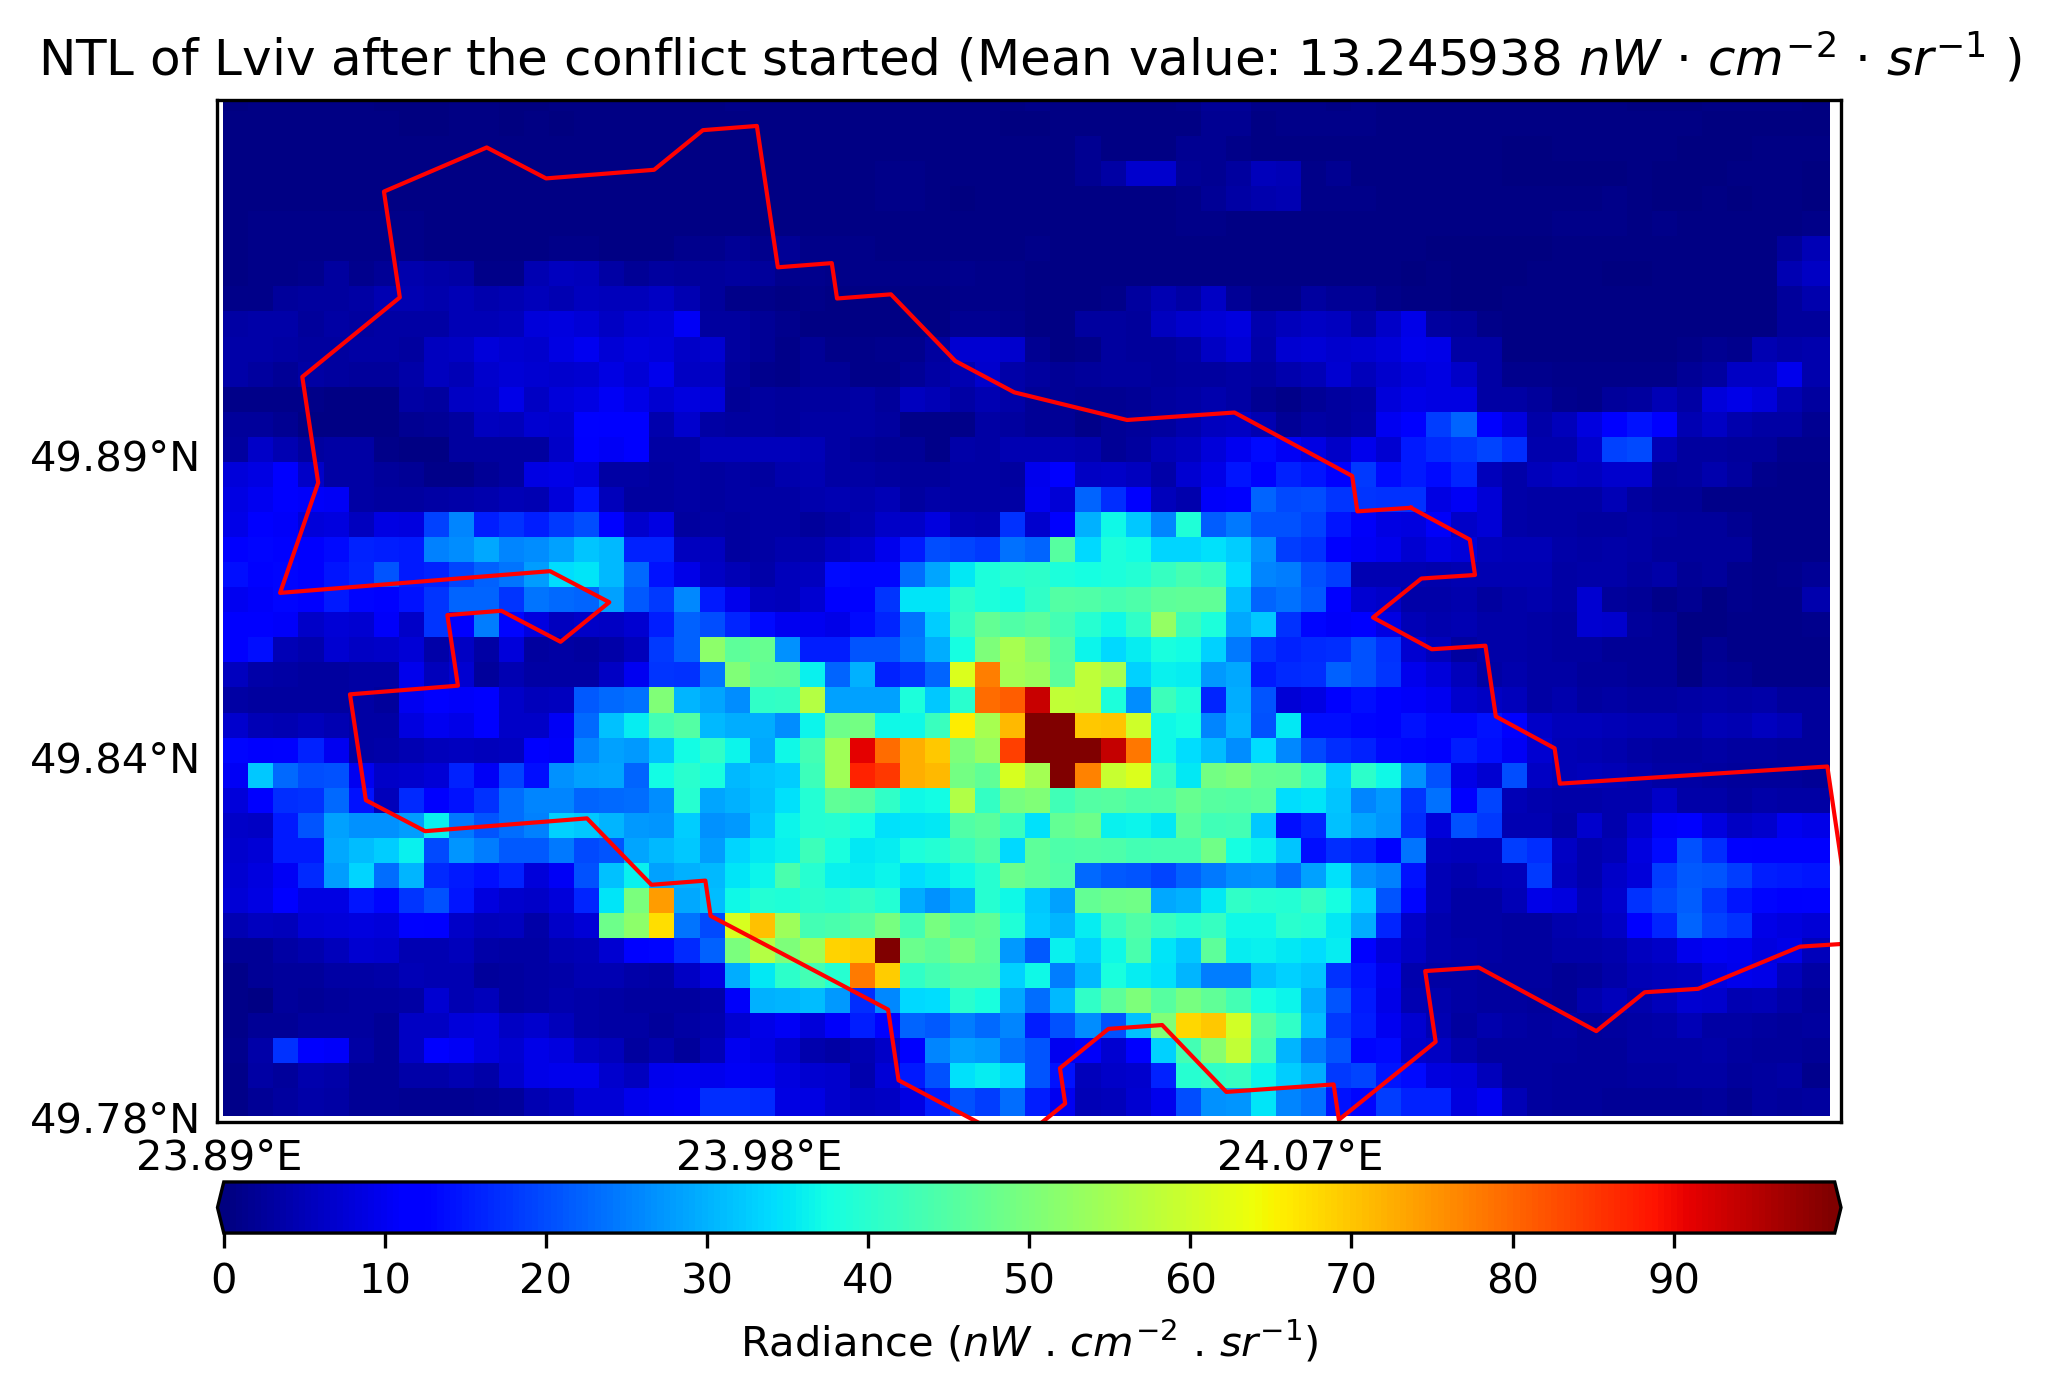 NTL of Lviv after the conflict started (Mean value: 13.245938 nW · cm⁻² · sr⁻¹ )
49.89°N
49.84°N
49.78°N
23.89°E 23.98°E 24.07°E
0 10 20 30 40 50 60 70 80 90
Radiance (nW . cm⁻² . sr⁻¹)